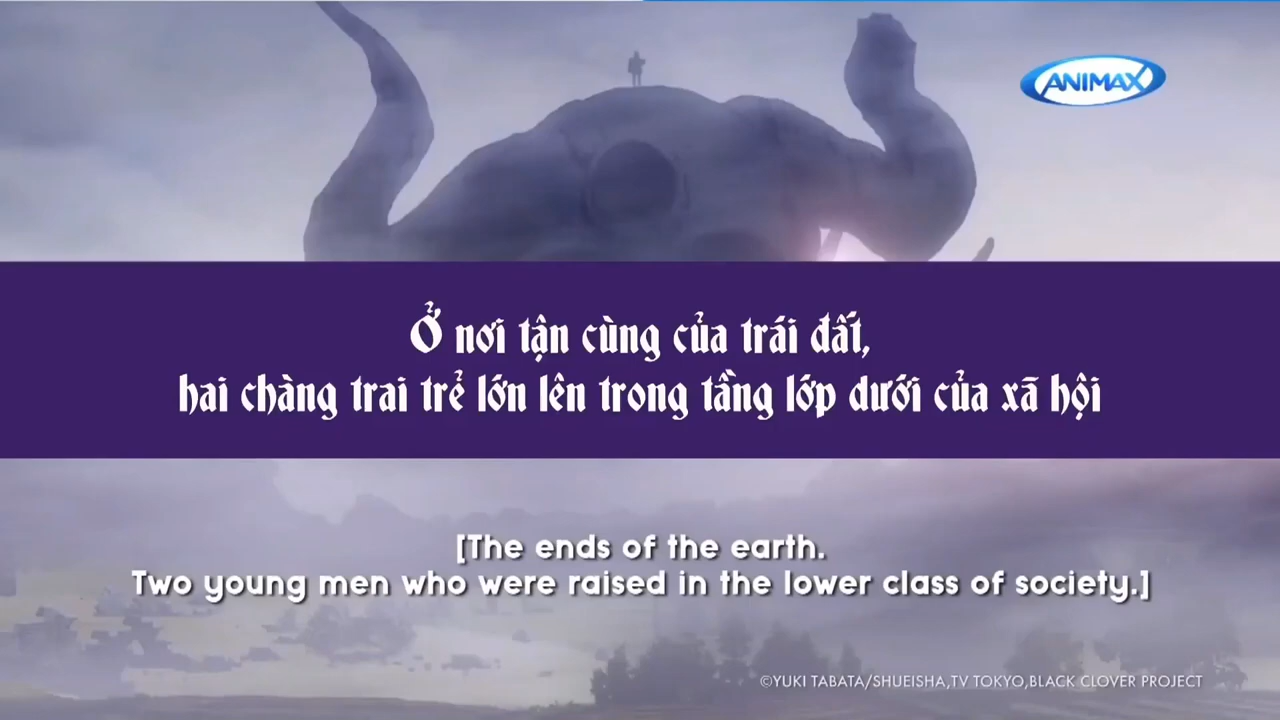 ANIMAX
Ở nơi tận cùng của trái đất,
hai chàng trai trẻ lớn lên trong tầng lớp dưới của xã hội
[The ends of the earth.
Two young men who were raised in the lower class of society.]
©YUKI TABATA/SHUEISHA,TV TOKYO,BLACK CLOVER PROJECT